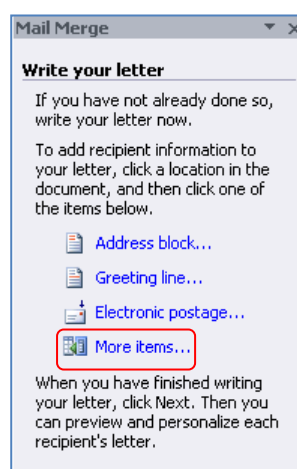 Mail Merge
Write your letter
If you have not already done so,
write your letter now.
To add recipient information to
your letter, click a location in the
document, and then click one of
the items below.
Address block...
Greeting line...
Electronic postage...
More items...
When you have finished writing
your letter, click Next. Then you
can preview and personalize each
recipient's letter.